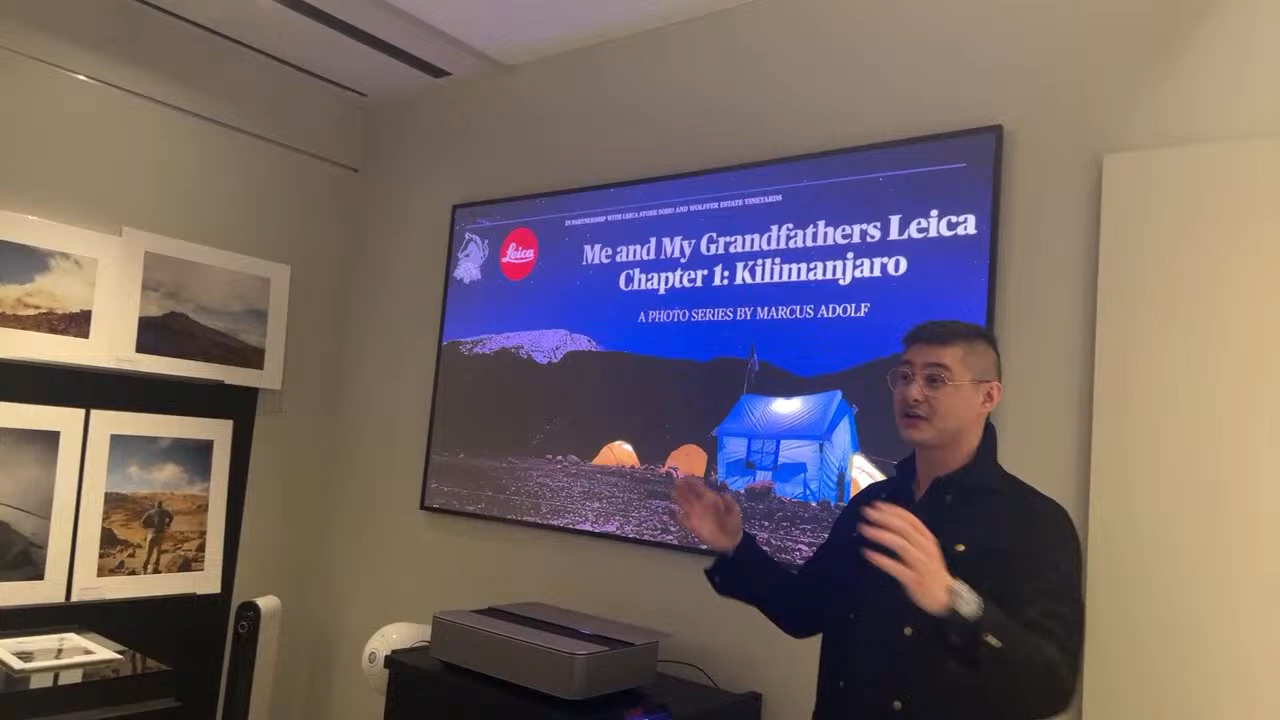 IN PARTNERSHIP WITH LEICA STORE SOHO AND WOLFFER ESTATE VINEYARDS
Leica
Me and My Grandfathers Leica
Chapter 1: Kilimanjaro
A PHOTO SERIES BY MARCUS ADOLF